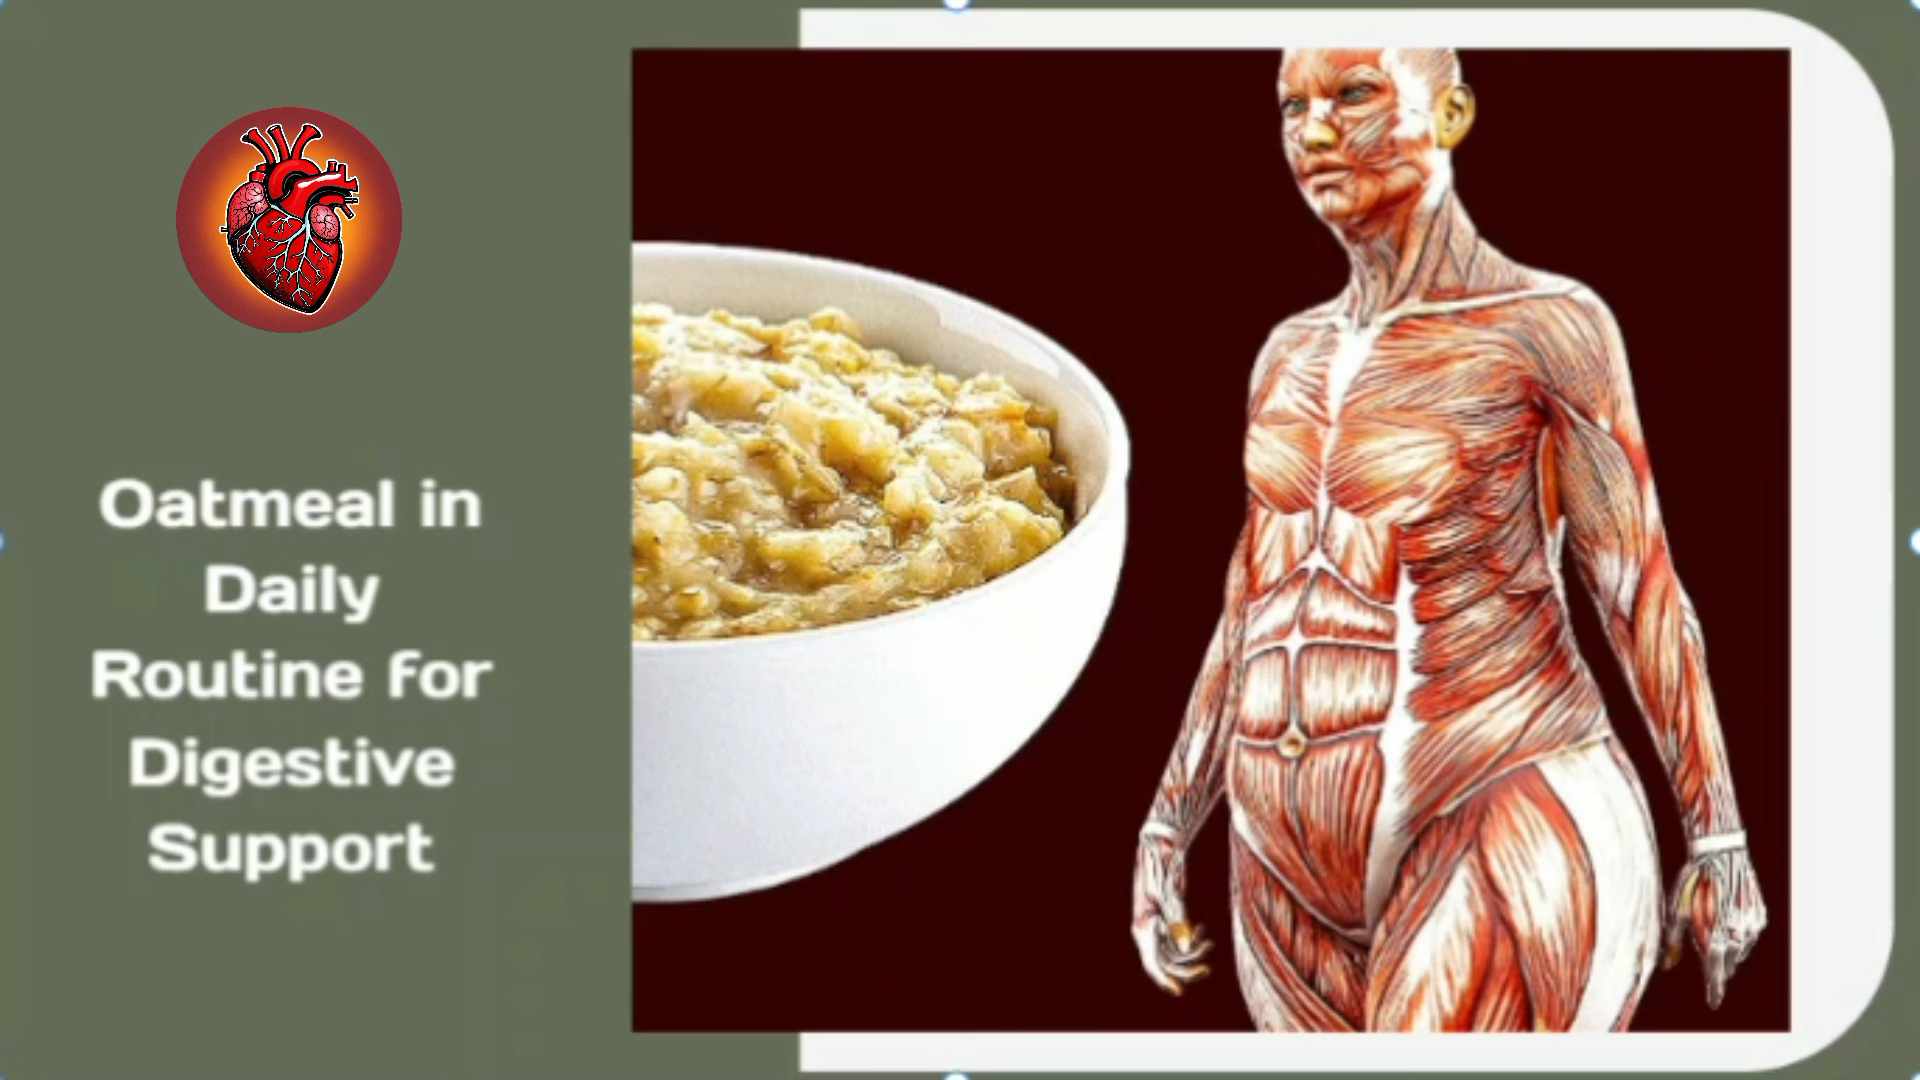 Oatmeal in
Daily
Routine for
Digestive
Support